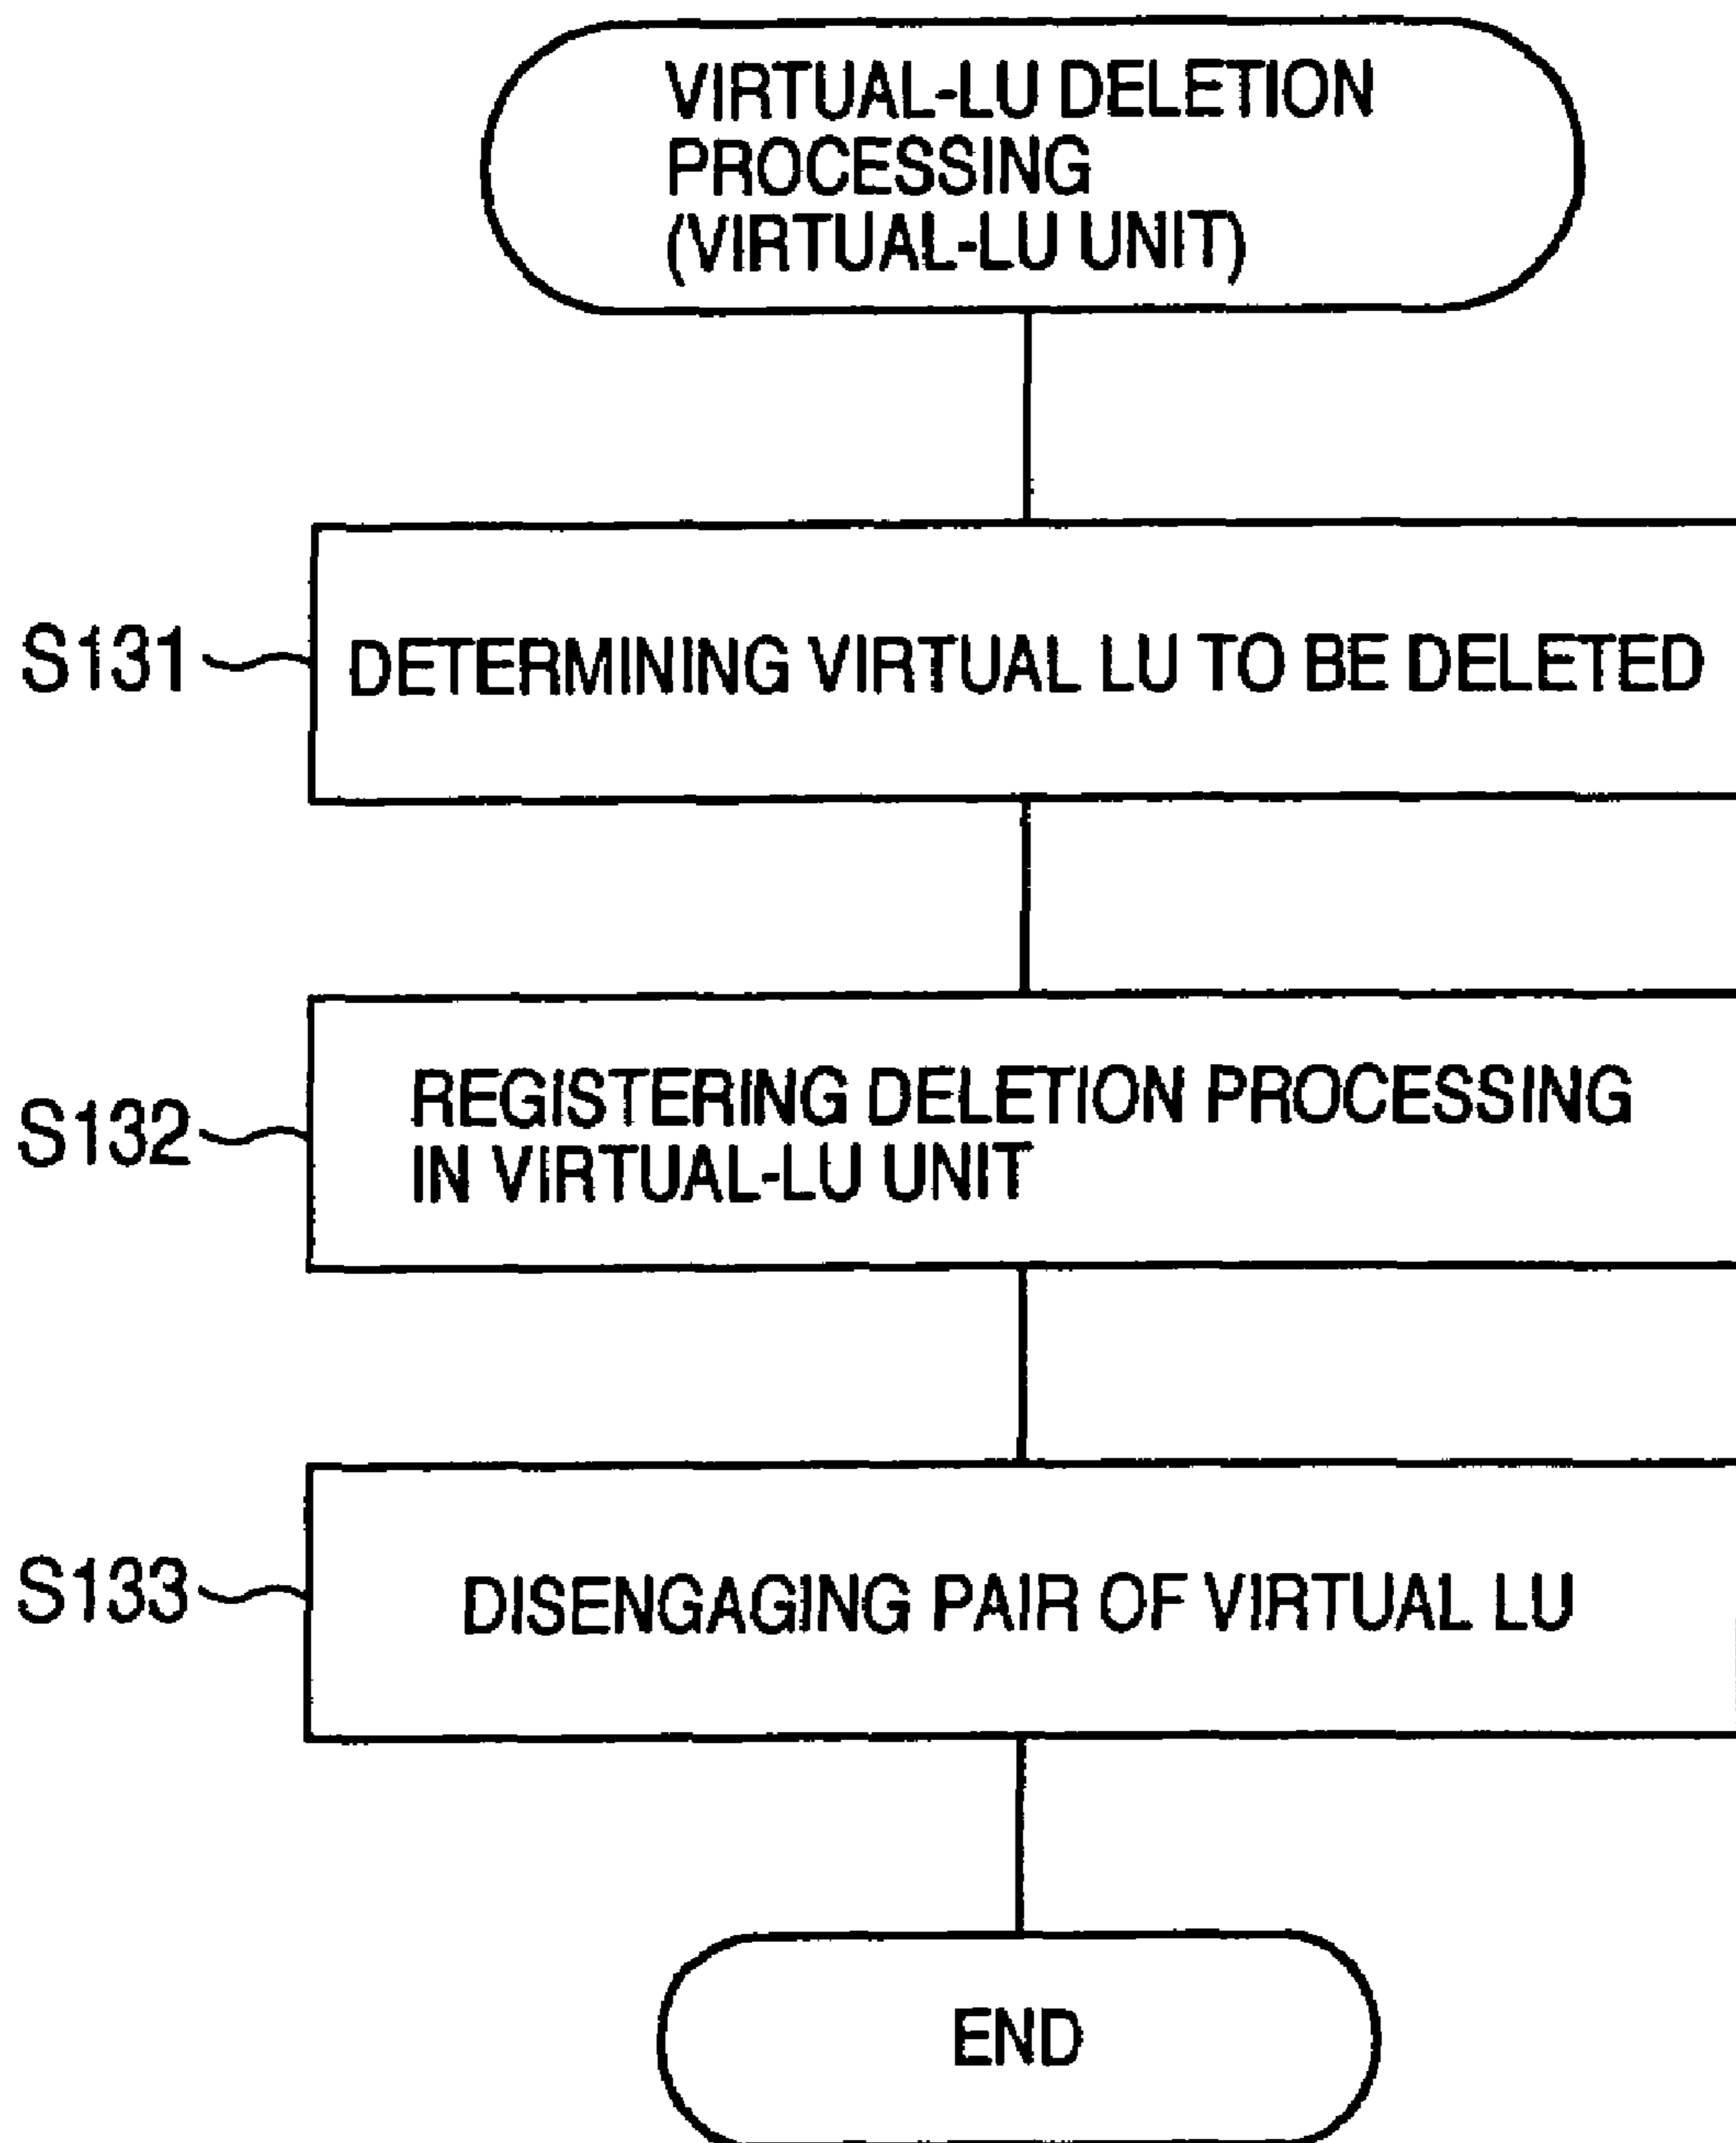 VIRTUAL-LU DELETION
PROCESSING
(VIRTUAL-LU UNIT)
S131
DETERMINING VIRTUAL LU TO BE DELETED
S132
REGISTERING DELETION PROCESSING
IN VIRTUAL-LU UNIT
S133
DISENGAGING PAIR OF VIRTUAL LU
END